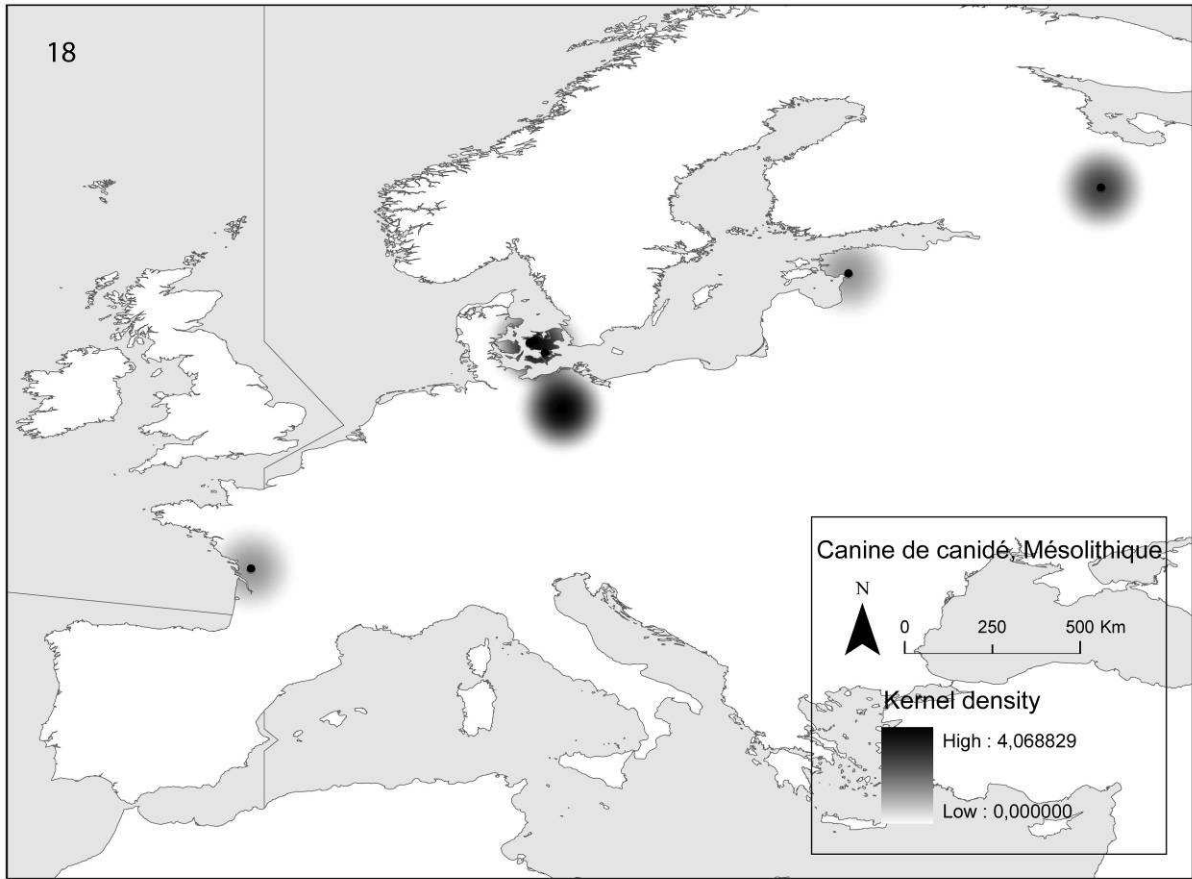 18
Canine de canidé, Mésolithique
N
0 250 500 Km
Kernel density
High : 4,068829
Low : 0,000000